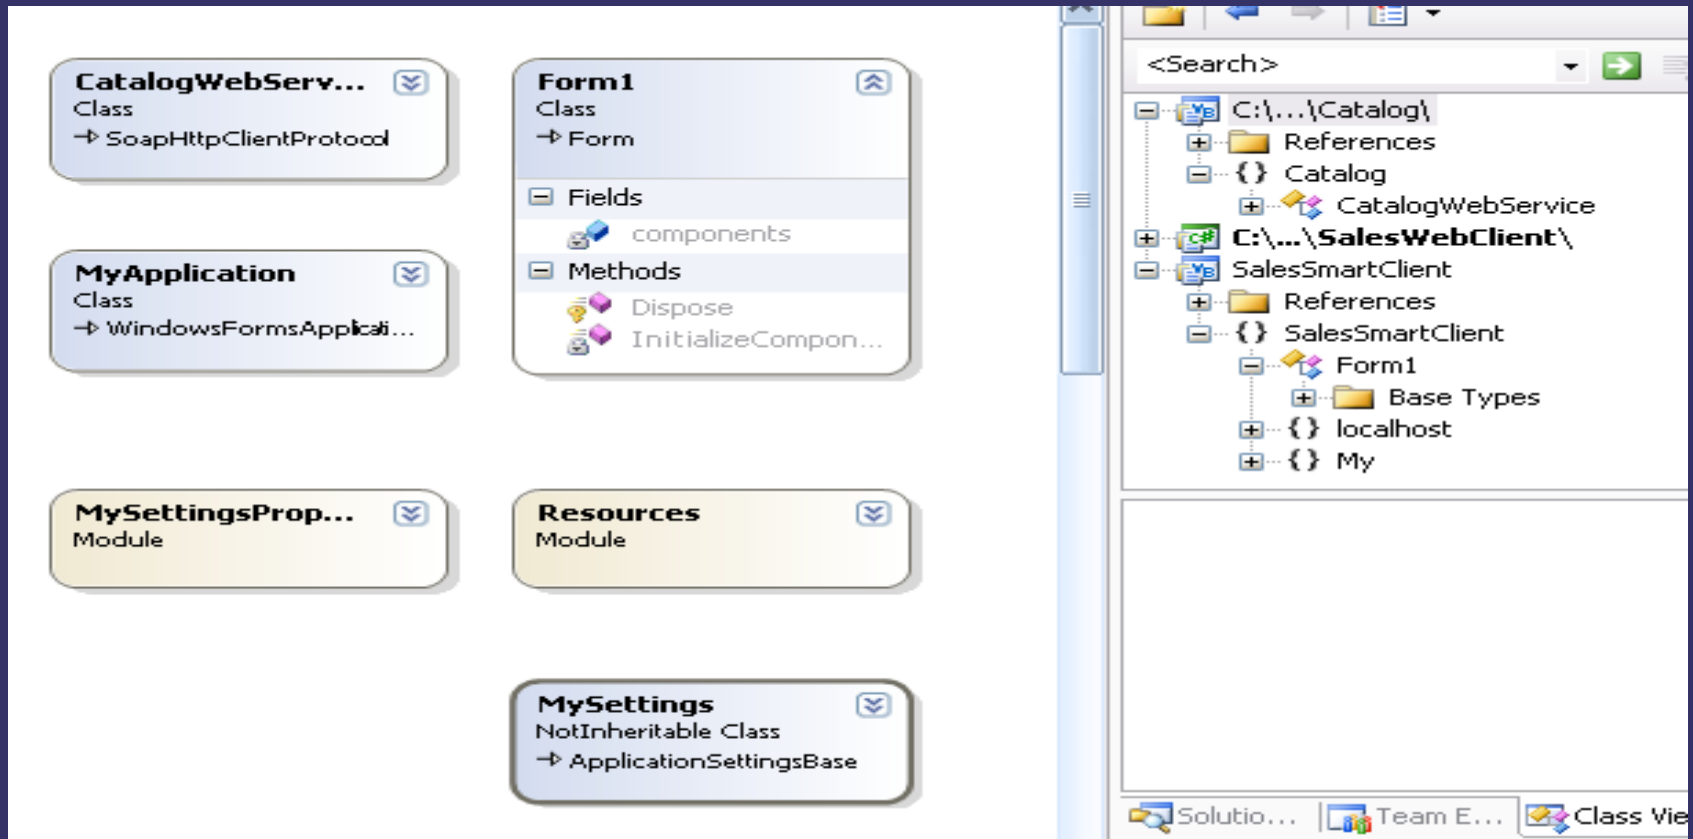 CatalogWebServ...
Class
SoapHttpClientProtocol
MyApplication
Class
WindowsFormsApplicati...
Form1
Class
Form
Fields
components
Methods
Dispose
InitializeCompon...
MySettingsProp...
Module
Resources
Module
MySettings
NotInheritable Class
ApplicationSettingsBase
<Search>
C:\...\Catalog\
References
{} Catalog
CatalogWebService
C:\...\SalesWebClient\
SalesSmartClient
References
{} SalesSmartClient
Form1
Base Types
{} localhost
{} My
Solutio... Team E... Class Vie